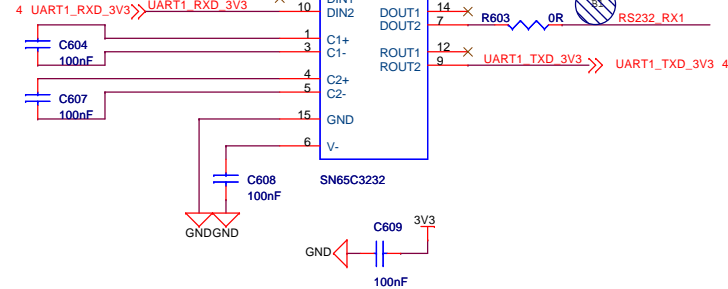 4 UART1_RXD_3V3 UART1_RXD_3V3
10 DIN2
DOUT1 14
DOUT2 7
R603 0R
RS232_RX1
C604
100nF
1 C1+
3 C1-
ROUT1 12
ROUT2 9
UART1_TXD_3V3 UART1_TXD_3V3 4
C607
100nF
4 C2+
5 C2-
15 GND
6 V-
C608
100nF
SN65C3232
GND GND
GND
C609
100nF
3V3